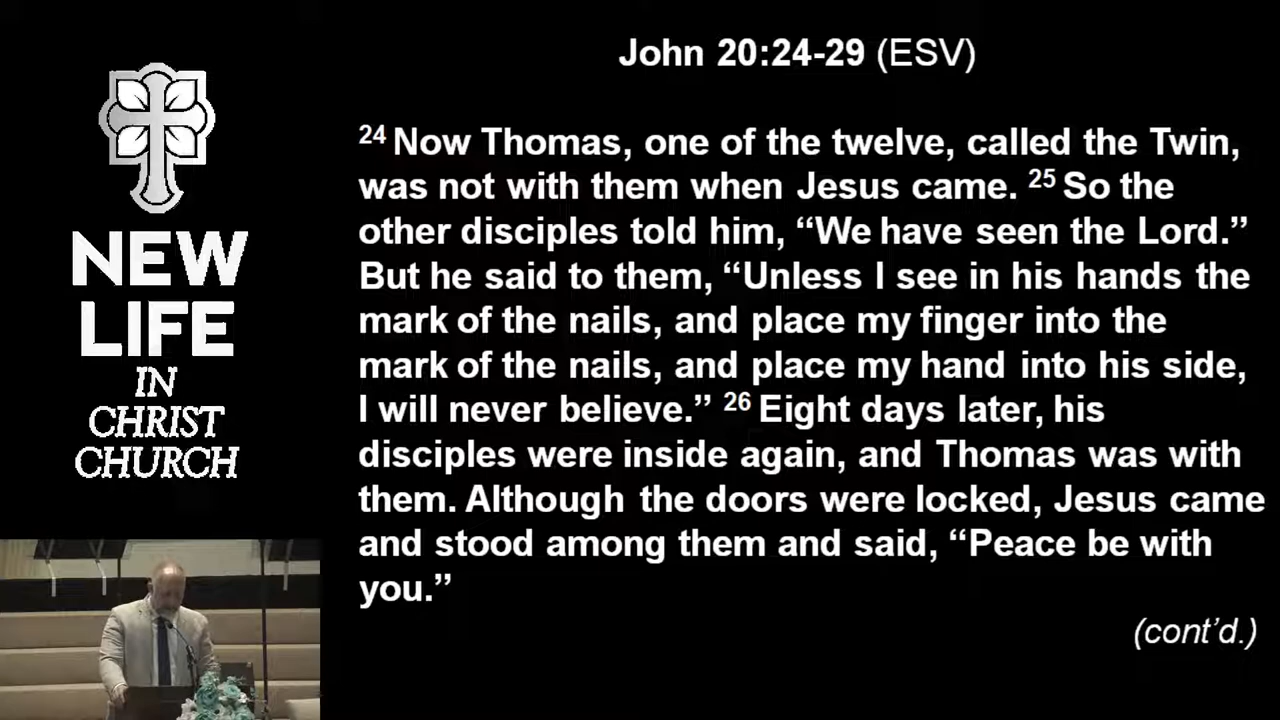 John 20:24-29 (ESV)
24 Now Thomas, one of the twelve, called the Twin,
was not with them when Jesus came. 25 So the
other disciples told him, “We have seen the Lord.”
But he said to them, “Unless I see in his hands the
mark of the nails, and place my finger into the
mark of the nails, and place my hand into his side,
I will never believe.” 26 Eight days later, his
disciples were inside again, and Thomas was with
them. Although the doors were locked, Jesus came
and stood among them and said, “Peace be with
you.”
(cont’d.)
NEW
LIFE
IN
CHRIST
CHURCH